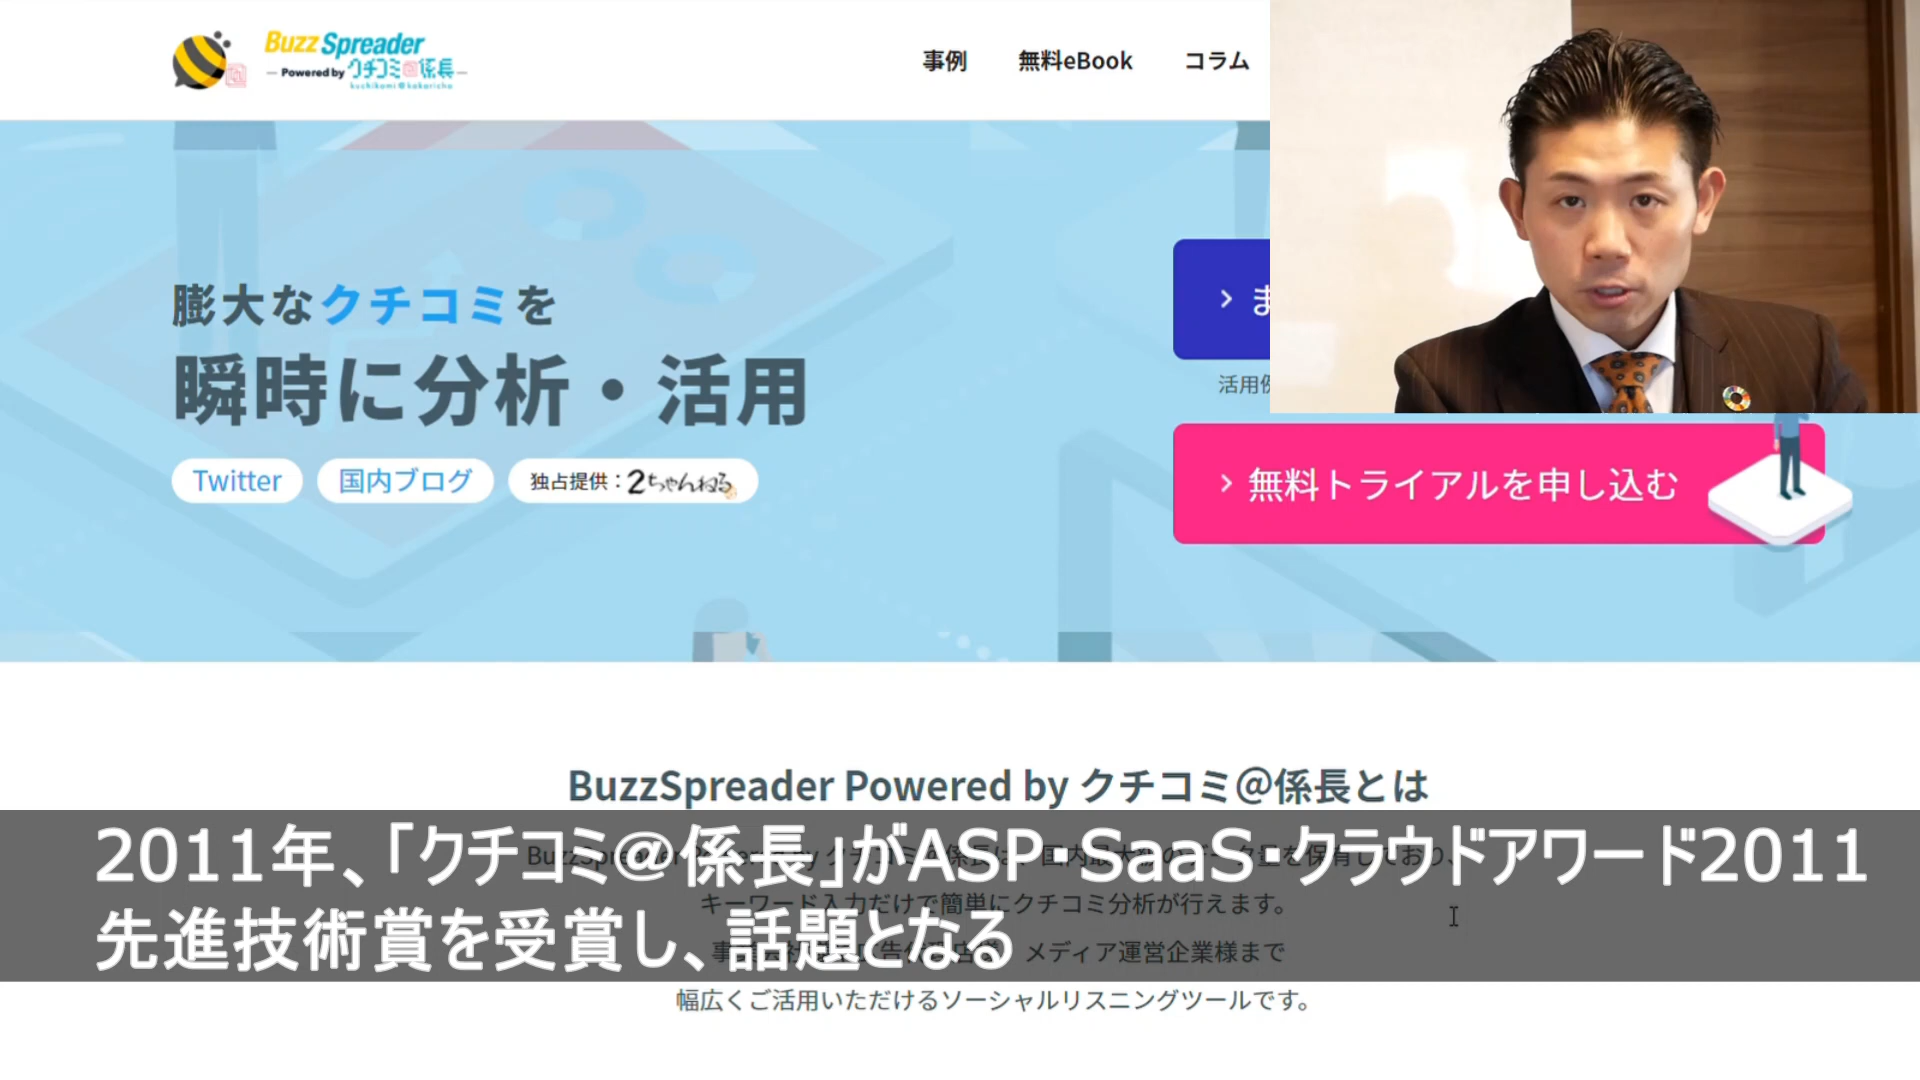 Buzz Spreader
Powered by クチコミ@係長
kuchikomi@kakaricho
事例
無料eBook
コラム
膨大なクチコミを
瞬時に分析・活用
Twitter
国内ブログ
独占提供：2ちゃんねる
> ま
活用例
> 無料トライアルを申し込む
BuzzSpreader Powered by クチコミ@係長とは
2011年、「クチコミ@係長」がASP・SaaS・クラウドアワード2011
先進技術賞を受賞し、話題となる
キーワード入力だけで簡単にクチコミ分析が行えます。
メディア運営企業様まで
幅広くご活用いただけるソーシャルリスニングツールです。